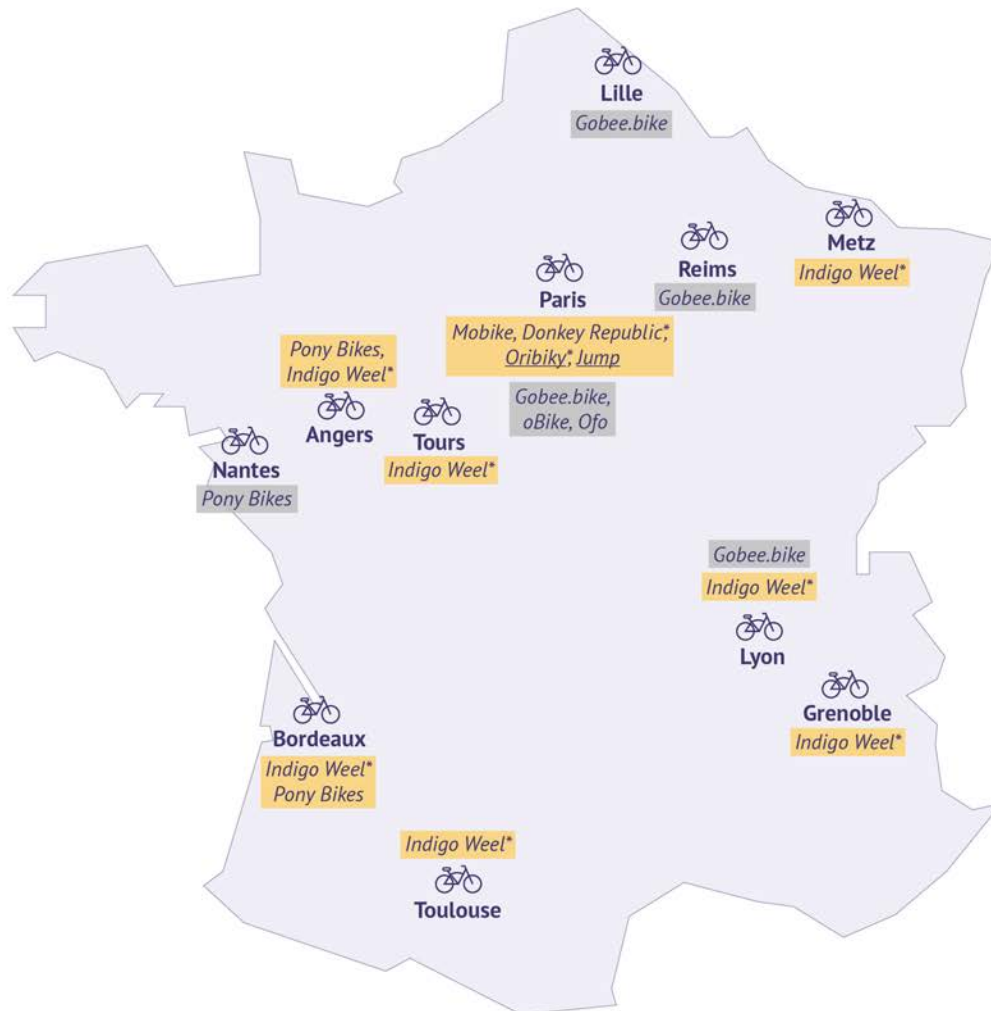 Lille
Gobee.bike
Metz
Indigo Weel*
Reims
Gobee.bike
Paris
Mobike, Donkey Republic*,
Oribiky*, Jump
Gobee.bike,
oBike, Ofo
Pony Bikes,
Indigo Weel*
Angers
Tours
Indigo Weel*
Nantes
Pony Bikes
Gobee.bike
Indigo Weel*
Lyon
Grenoble
Indigo Weel*
Bordeaux
Indigo Weel*
Pony Bikes
Indigo Weel*
Toulouse